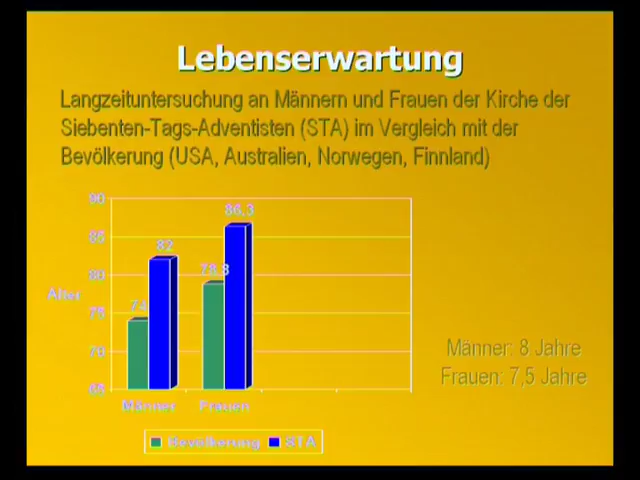 Lebenserwartung
Langzeituntersuchung an Männern und Frauen der Kirche der
Siebenten-Tags-Adventisten (STA) im Vergleich mit der
Bevölkerung (USA, Australien, Norwegen, Finnland)
90
85
80
75
70
65
Alter
74
82
78,8
86,3
Männer Frauen
Bevölkerung STA
Männer: 8 Jahre
Frauen: 7,5 Jahre